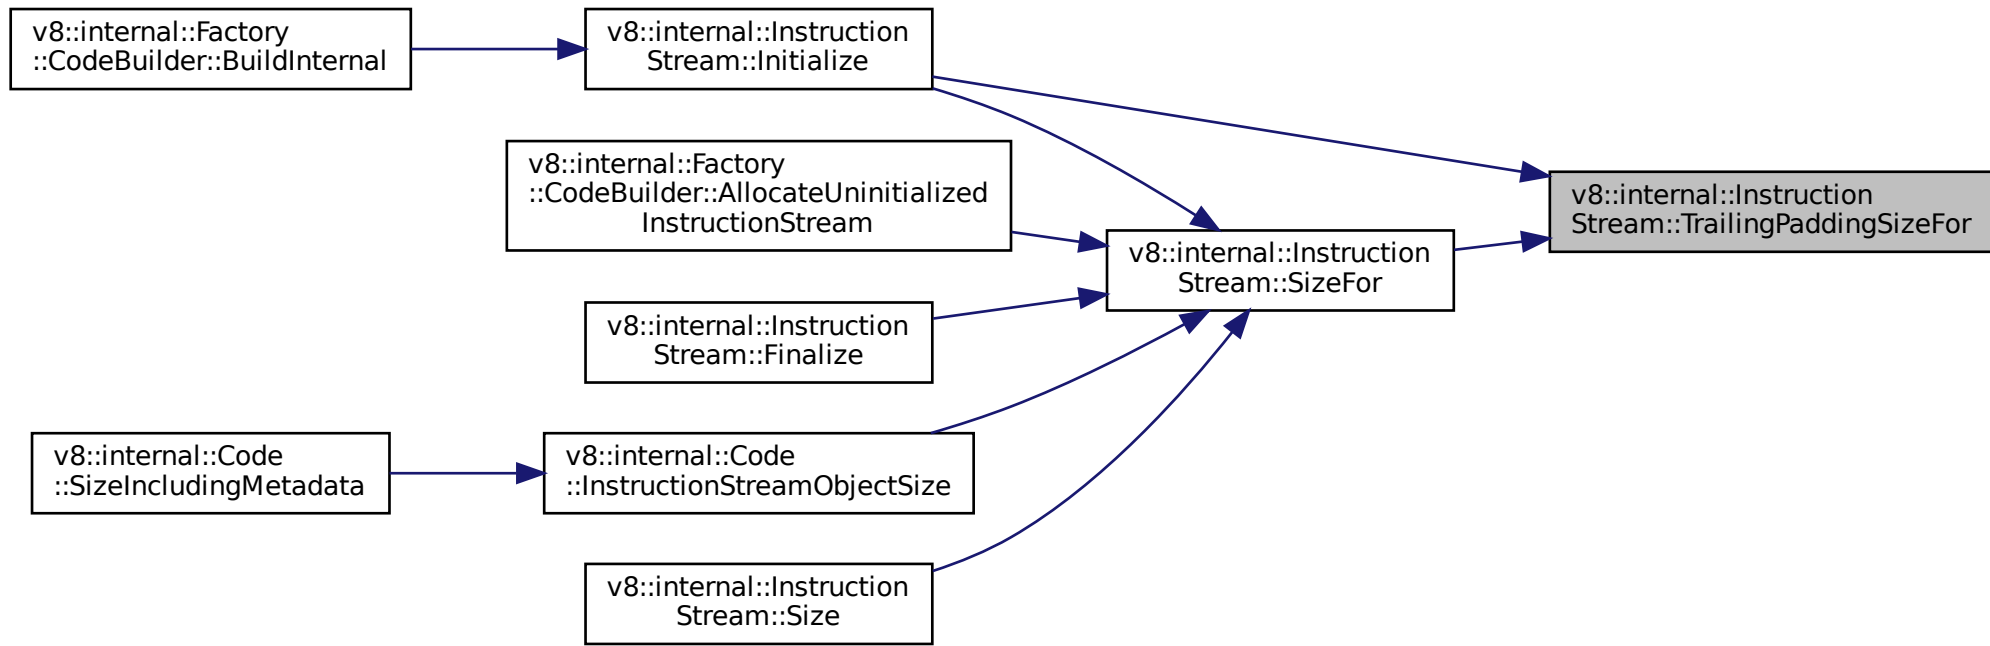 v8::internal::Factory
::CodeBuilder::BuildInternal
v8::internal::Instruction
Stream::Initialize
v8::internal::Factory
::CodeBuilder::AllocateUninitialized
InstructionStream
v8::internal::Instruction
Stream::TrailingPaddingSizeFor
v8::internal::Instruction
Stream::SizeFor
v8::internal::Instruction
Stream::Finalize
v8::internal::Code
::SizeIncludingMetadata
v8::internal::Code
::InstructionStreamObjectSize
v8::internal::Instruction
Stream::Size